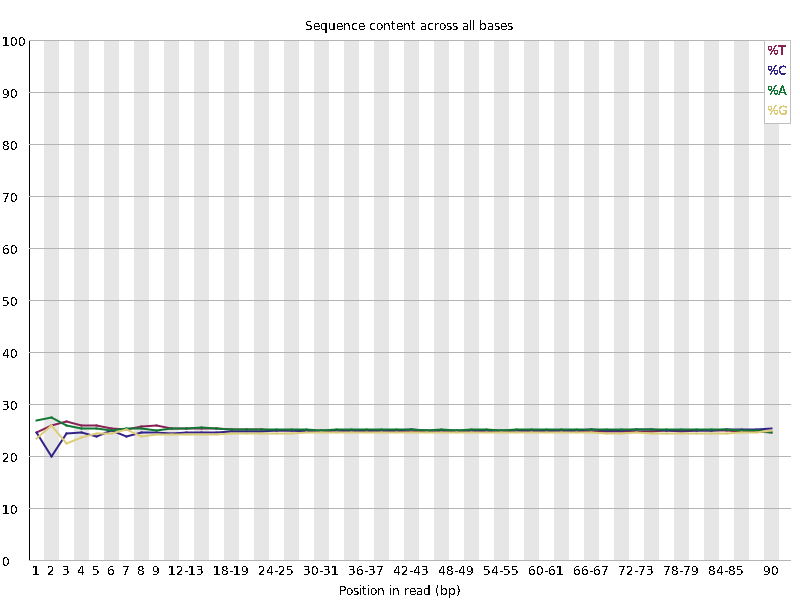 Sequence content across all bases
100
90
80
70
60
50
40
30
20
10
0
%T
%C
%A
%G
1 2 3 4 5 6 7 8 9 12-13 18-19 24-25 30-31 36-37 42-43 48-49 54-55 60-61 66-67 72-73 78-79 84-85 90
Position in read (bp)